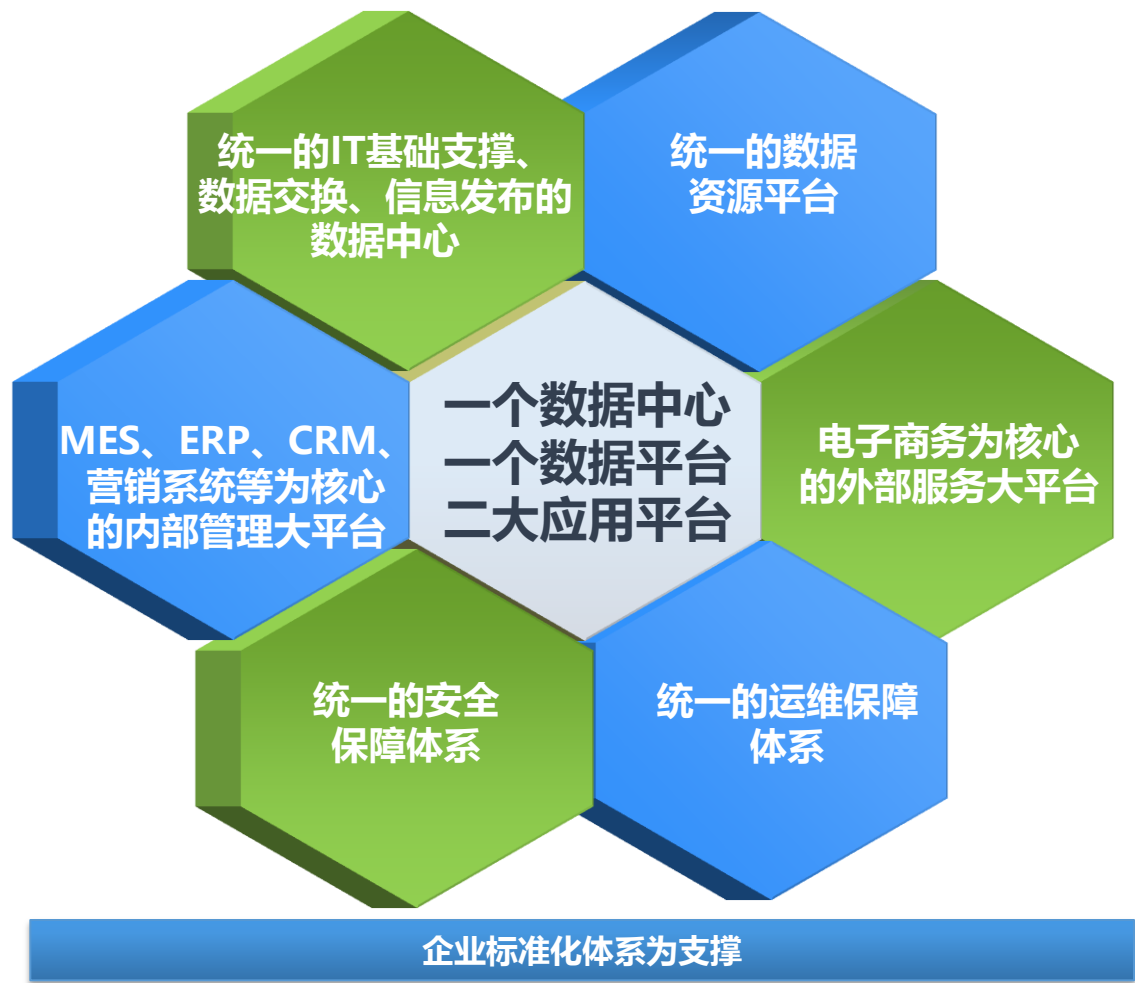 统一的IT基础支撑、
数据交换、信息发布的
数据中心
统一的数据
资源平台
MES、ERP、CRM、
营销系统等为核心
的内部管理大平台
一个数据中心
一个数据平台
二大应用平台
电子商务为核心
的外部服务大平台
统一的安全
保障体系
统一的运维保障
体系
企业标准化体系为支撑